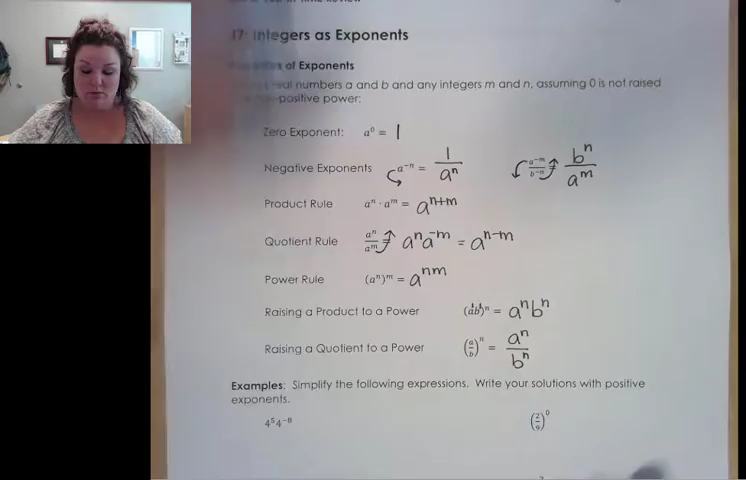 17: Integers as Exponents
of Exponents
real numbers a and b and any integers m and n, assuming 0 is not raised
-positive power:
Zero Exponent: a⁰ = 1
Negative Exponents a⁻ⁿ = 1/aⁿ a⁻ᵐ/b⁻ⁿ bⁿ/aᵐ
Product Rule aⁿ · aᵐ = aⁿ⁺ᵐ
Quotient Rule aⁿ/aᵐ aⁿa⁻ᵐ = aⁿ⁻ᵐ
Power Rule (aⁿ)ᵐ = aⁿᵐ
Raising a Product to a Power (ab)ⁿ = aⁿbⁿ
Raising a Quotient to a Power (a/b)ⁿ = aⁿ/bⁿ
Examples: Simplify the following expressions. Write your solutions with positive
exponents.
4⁵4⁻⁸ (2/9)⁰